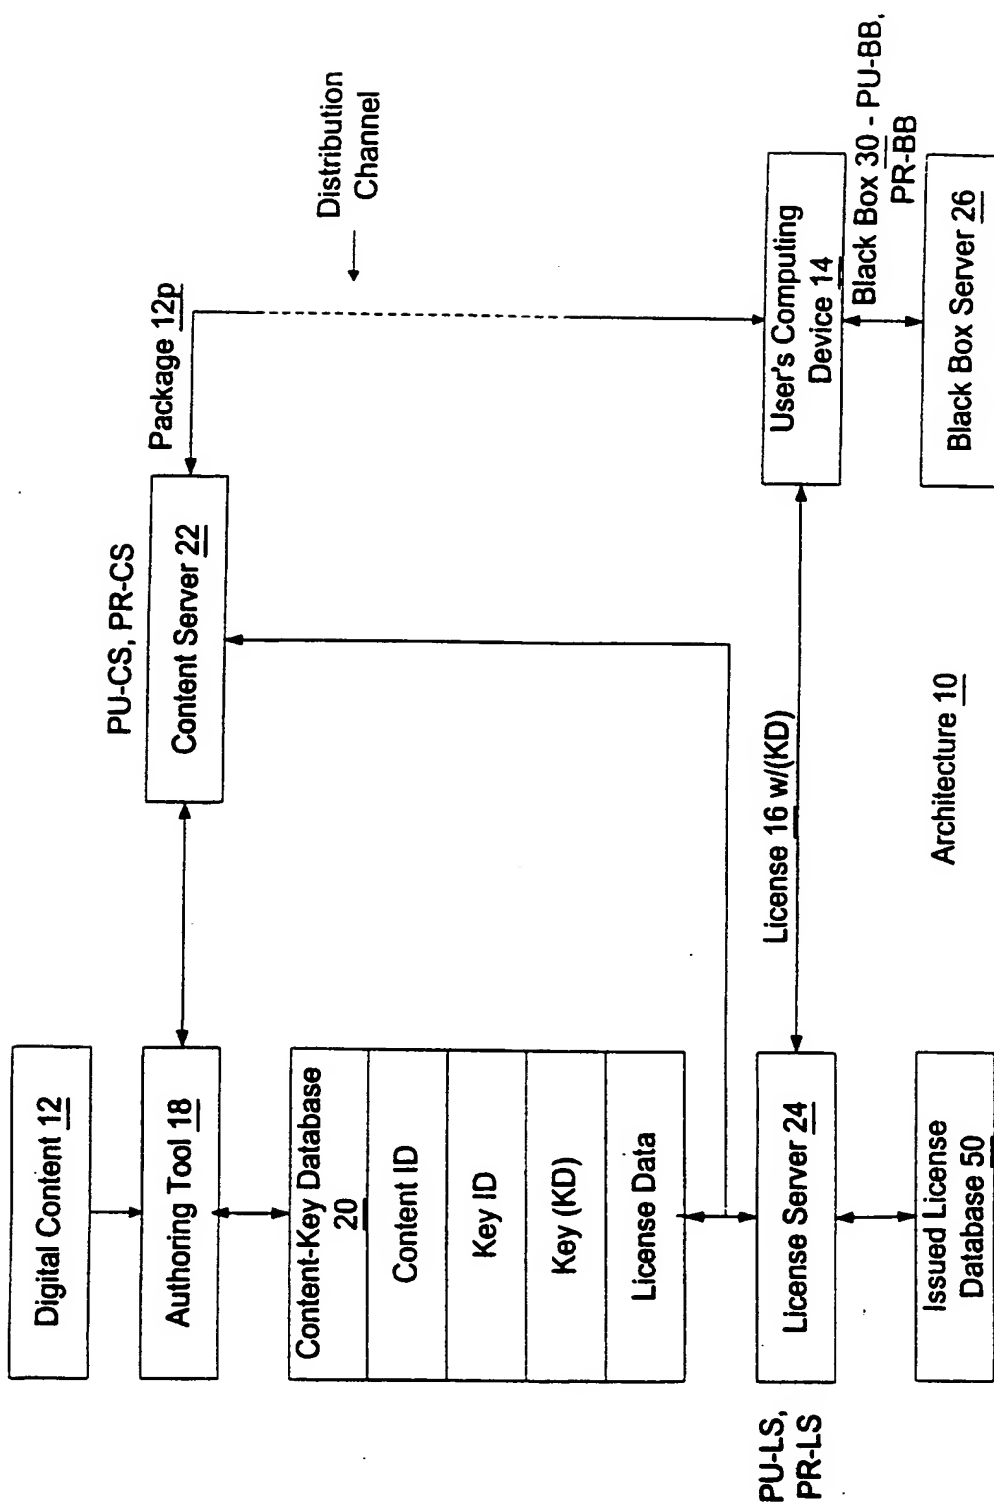 Digital Content 12
Authoring Tool 18
Content-Key Database
20
Content ID
Key ID
Key (KD)
License Data
PU-LS,
PR-LS
License Server 24
Issued License
Database 50
PU-CS, PR-CS
Content Server 22
Package 12p
Distribution
Channel
License 16 w/(KD)
User's Computing
Device 14
Black Box 30 - PU-BB,
PR-BB
Black Box Server 26
Architecture 10